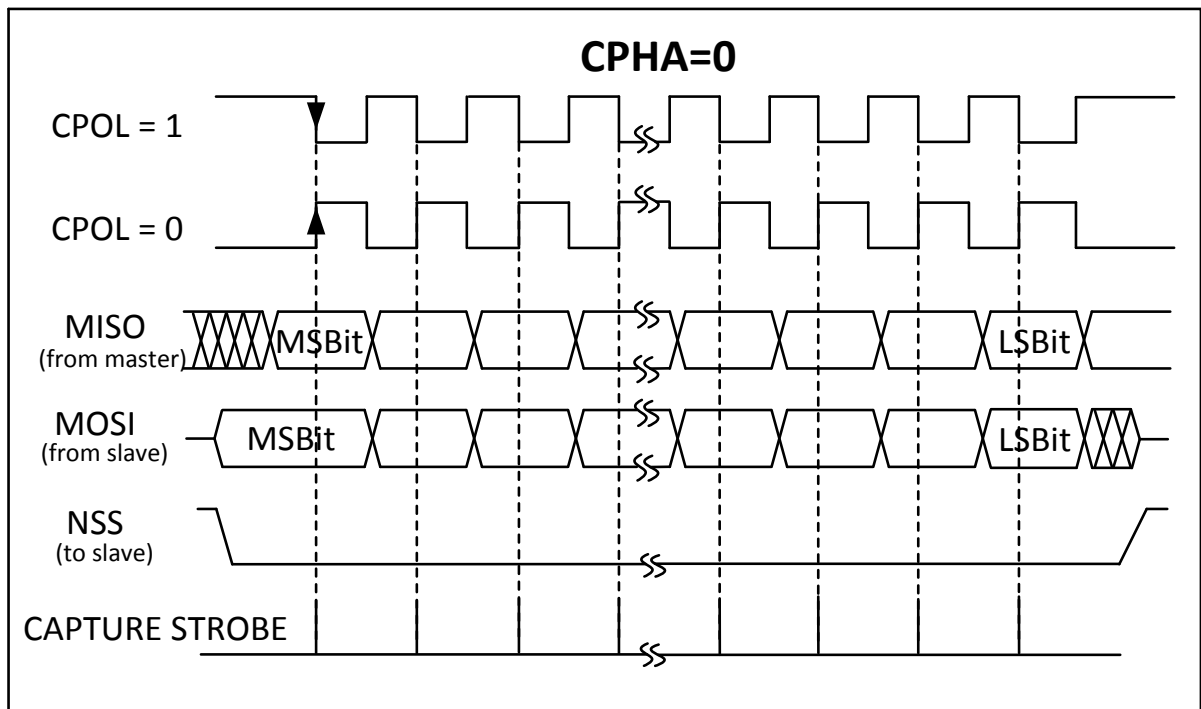 CPHA=0
CPOL = 1
CPOL = 0
MISO
(from master)
MSBit
LSBit
MOSI
(from slave)
MSBit
LSBit
NSS
(to slave)
CAPTURE STROBE